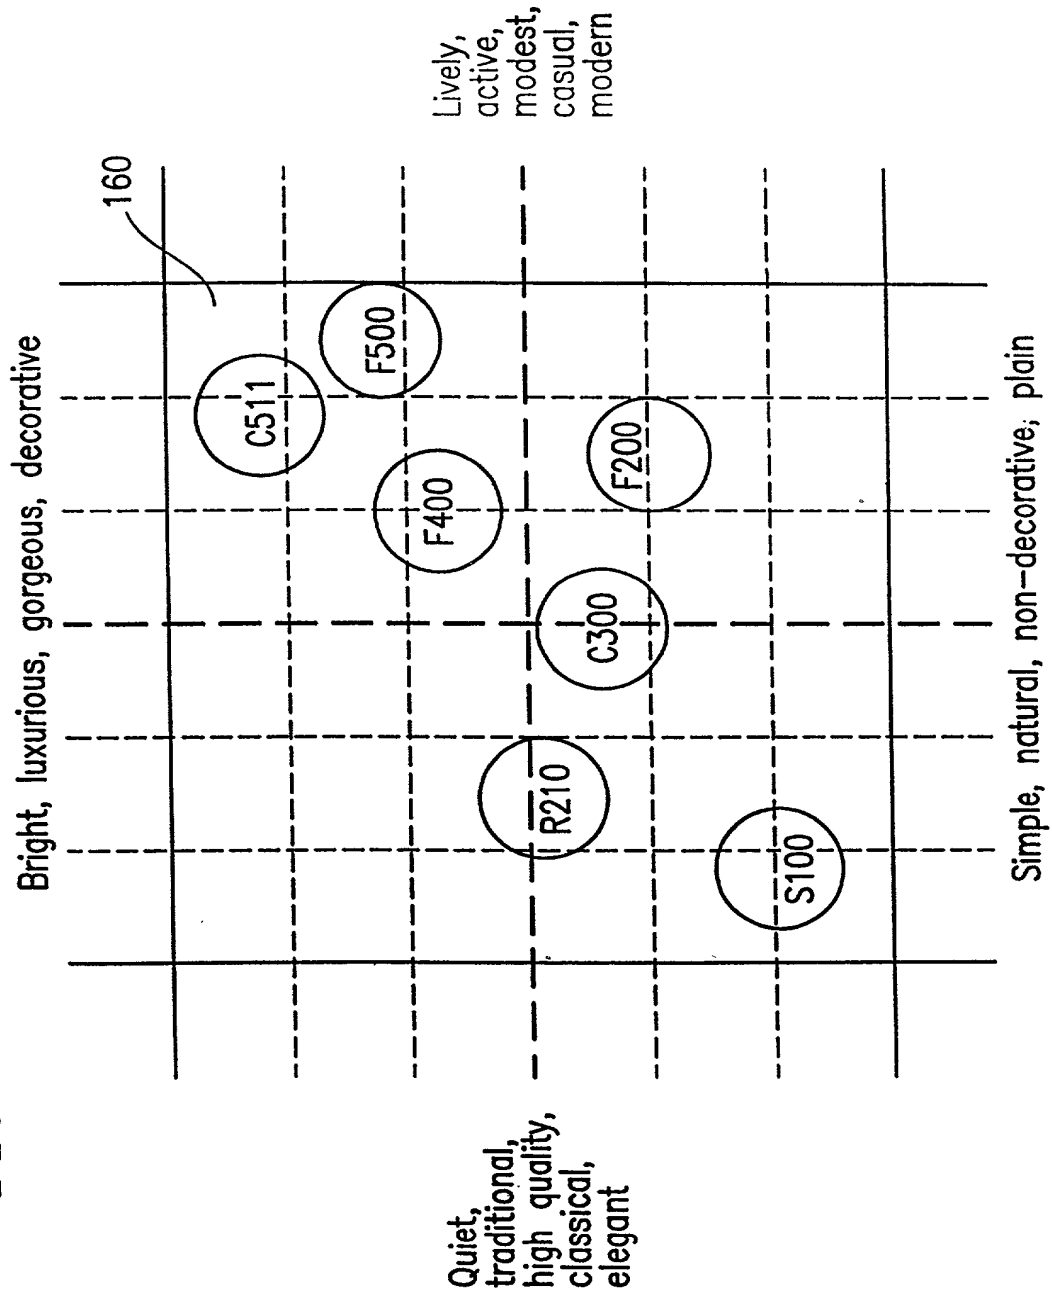 Bright, luxurious, gorgeous, decorative
160
C511
F500
F400
Quiet,
traditional,
high quality,
classical,
elegant
Lively,
active,
modest,
casual,
modern
R210
C300
F200
S100
Simple, natural, non-decorative, plain